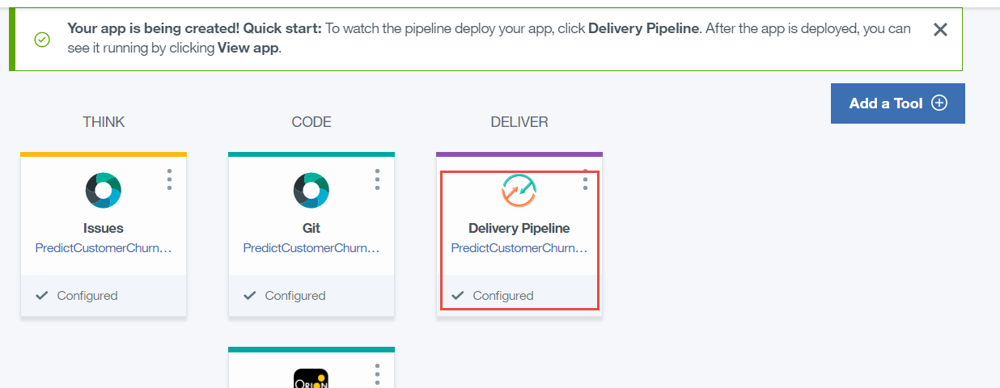 Your app is being created! Quick start: To watch the pipeline deploy your app, click Delivery Pipeline. After the app is deployed, you can
see it running by clicking View app.
Add a Tool
THINK
CODE
DELIVER
Issues
PredictCustomerChurn…
Configured
Git
PredictCustomerChurn…
Configured
Delivery Pipeline
PredictCustomerChurn…
Configured
ORION